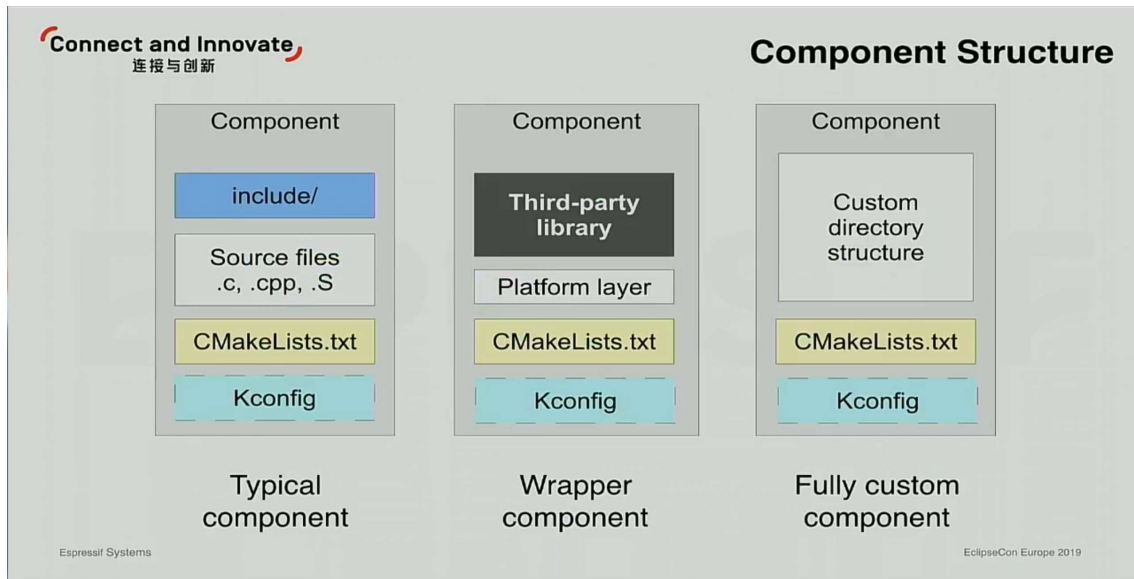 Connect and Innovate
连接与创新
Component Structure
Component
include/
Source files
.c, .cpp, .S
CMakeLists.txt
Kconfig
Typical
component
Component
Third-party
library
Platform layer
CMakeLists.txt
Kconfig
Wrapper
component
Component
Custom
directory
structure
CMakeLists.txt
Kconfig
Fully custom
component
Espressif Systems
EclipseCon Europe 2019